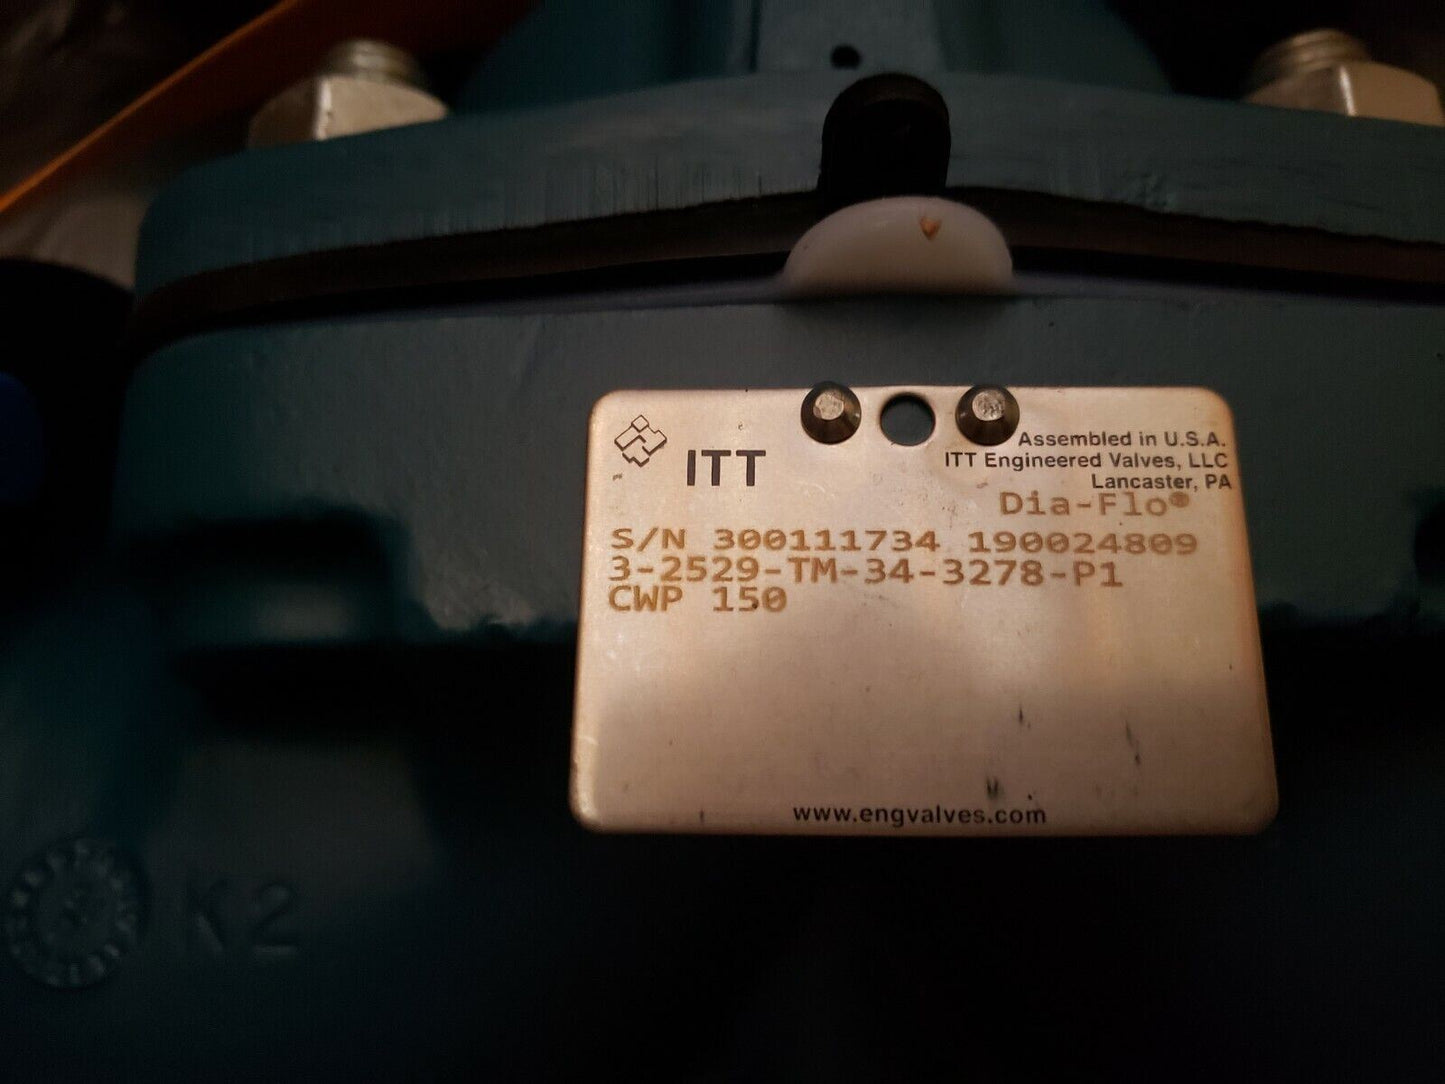 ITT
Assembled in U.S.A.
ITT Engineered Valves, LLC
Lancaster, PA
Dia-Flo®
S/N 300111734 190024809
3-2529-TM-34-3278-P1
CWP 150
www.engvalves.com
K2